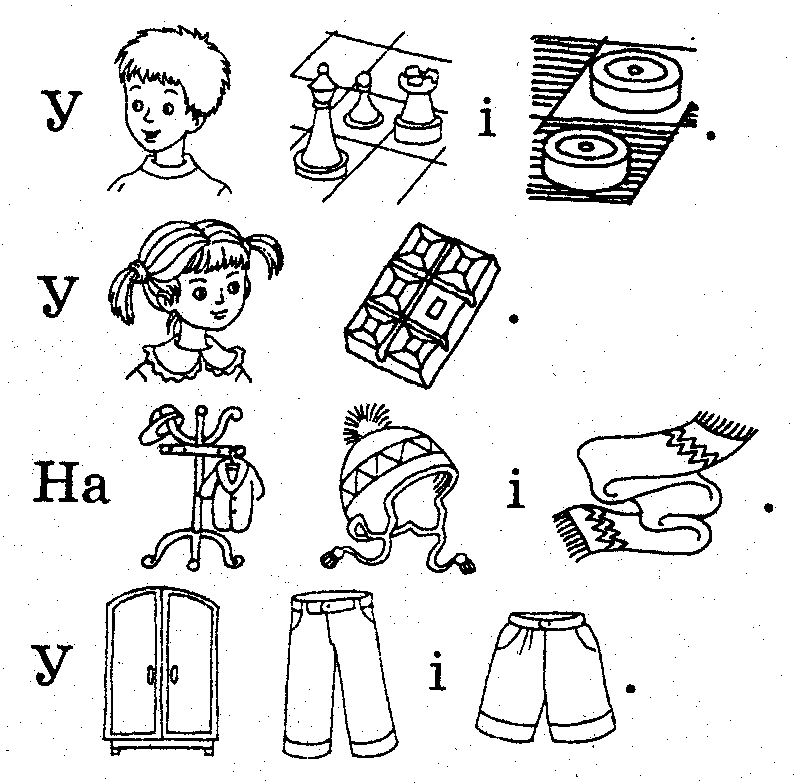 У і .
У .
На і .
У і .